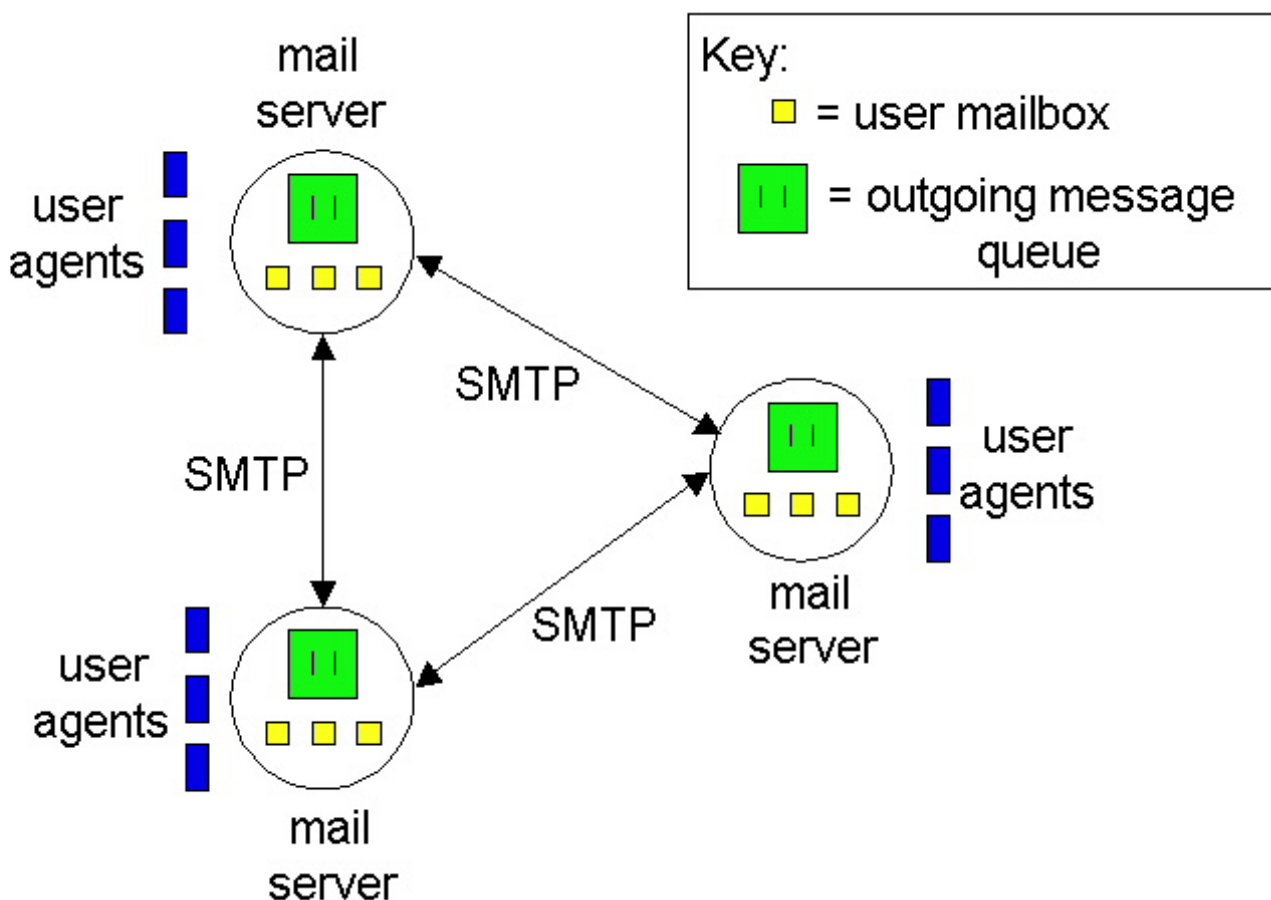 mail
server
Key:
= user mailbox
= outgoing message
queue
user
agents
SMTP
SMTP
user
agents
SMTP
mail
server
user
agents
mail
server